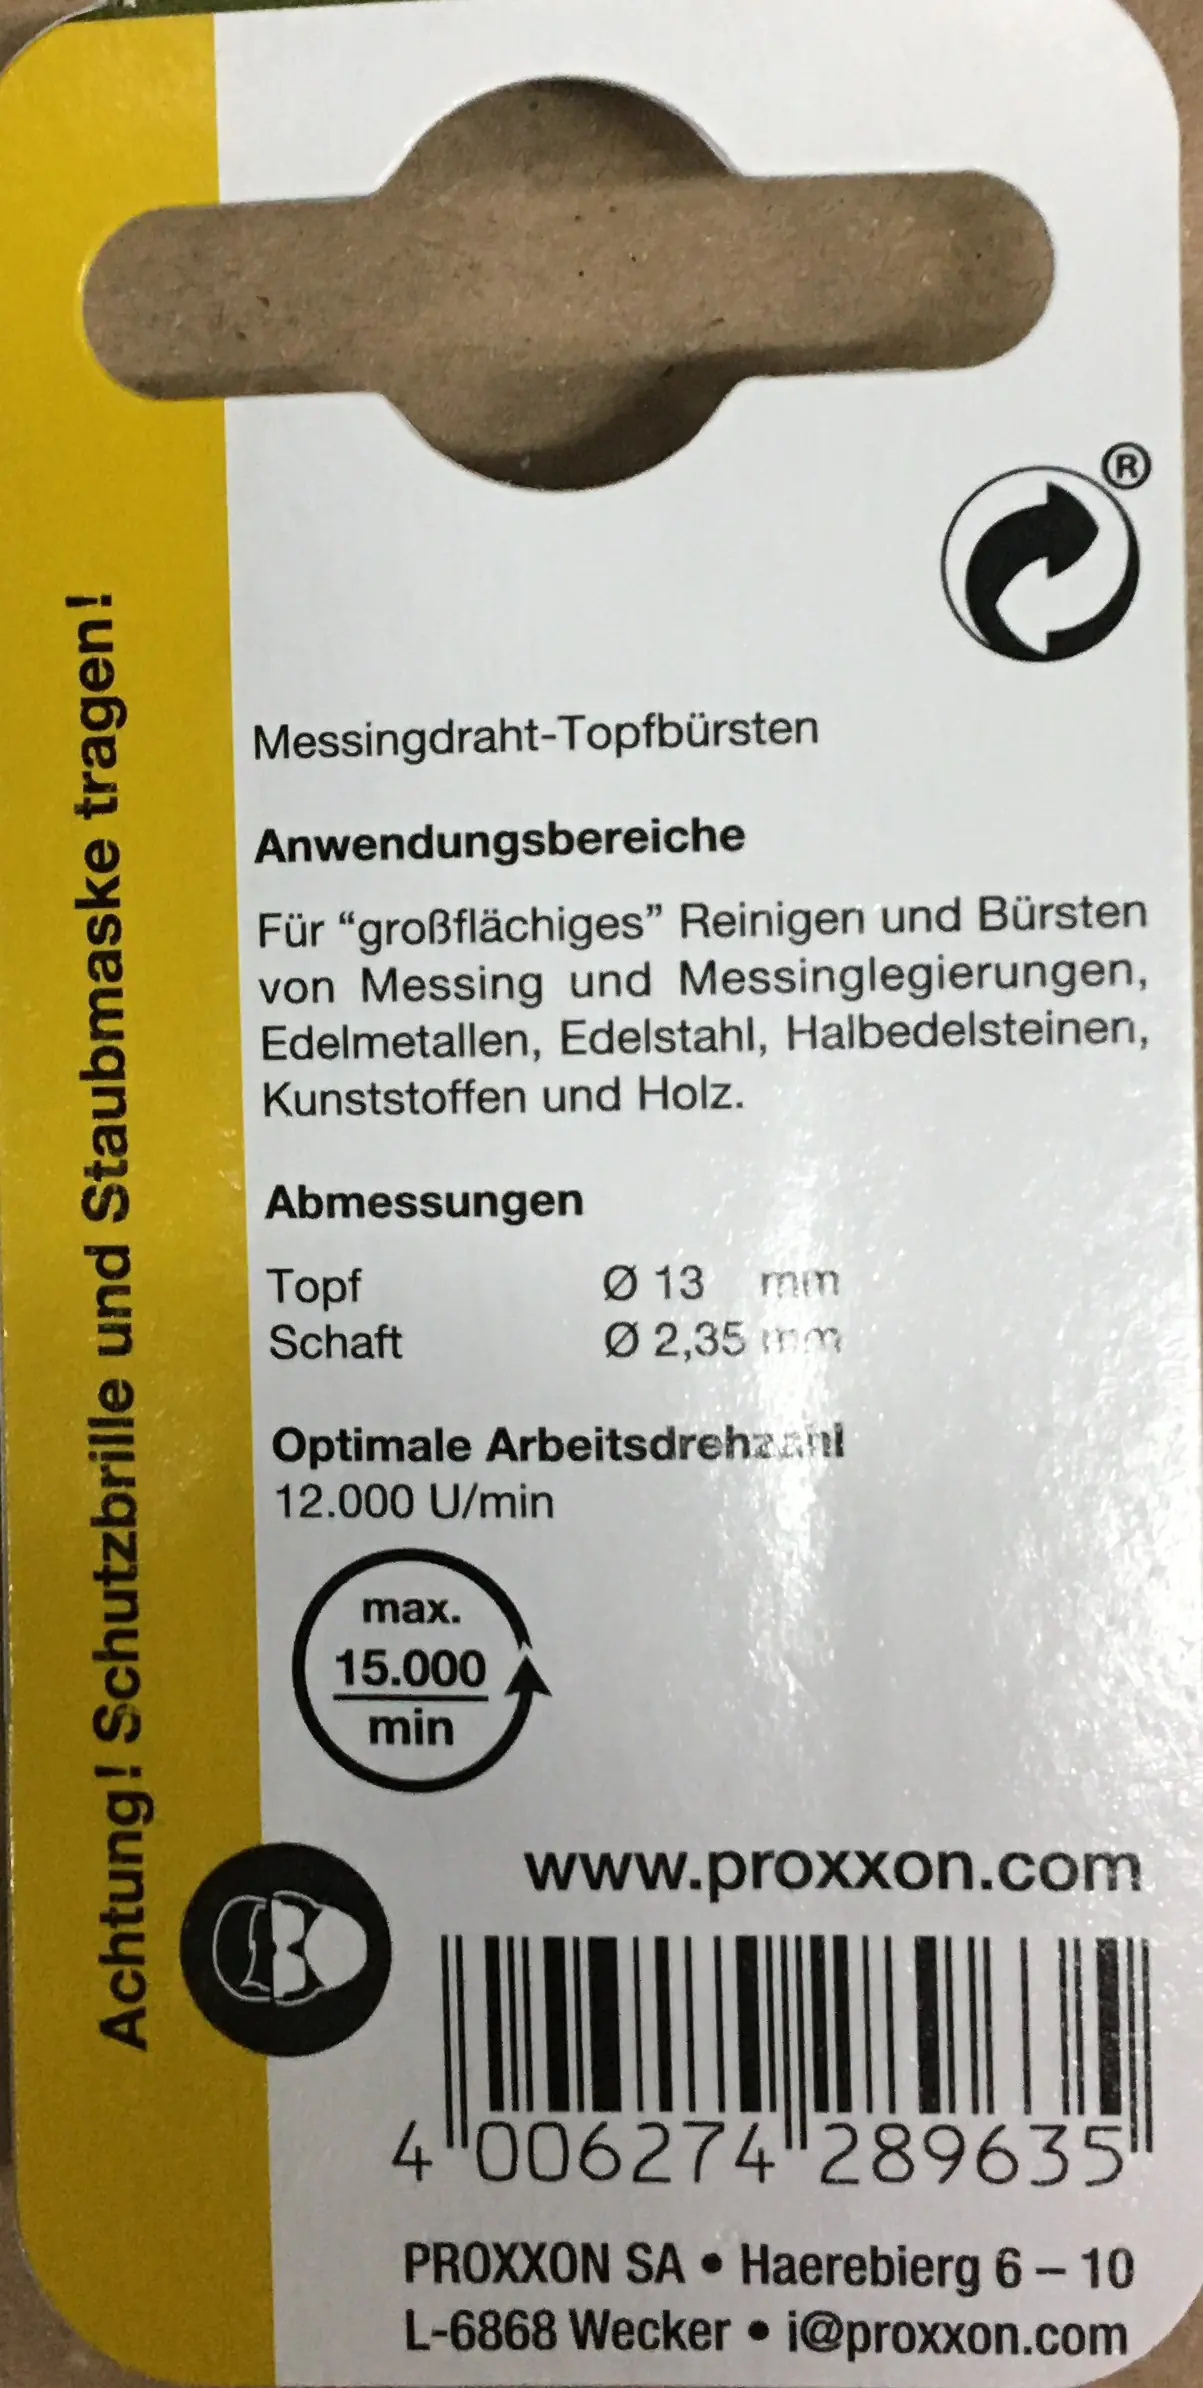 Achtung! Schutzbrille und Staubmaske tragen!
®
Messingdraht-Topfbürsten
Anwendungsbereiche
Für “großflächiges” Reinigen und Bürsten
von Messing und Messinglegierungen,
Edelmetallen, Edelstahl, Halbedelsteinen,
Kunststoffen und Holz.
Abmessungen
Topf Ø 13 mm
Schaft Ø 2,35 mm
Optimale Arbeitsdrehzahl
12.000 U/min
max.
15.000
min
www.proxxon.com
4 006274 289635
PROXXON SA • Haerebierg 6 – 10
L-6868 Wecker • i@proxxon.com